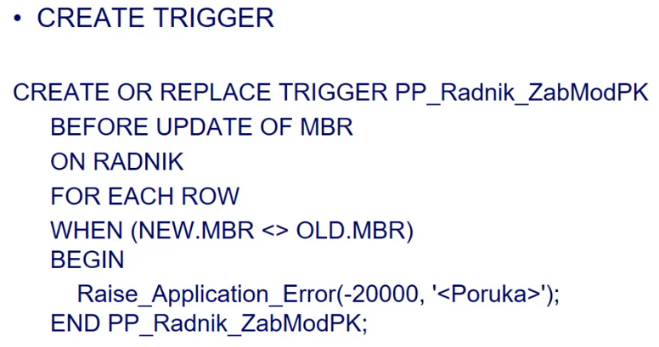 • CREATE TRIGGER
CREATE OR REPLACE TRIGGER PP_Radnik_ZabModPK
BEFORE UPDATE OF MBR
ON RADNIK
FOR EACH ROW
WHEN (NEW.MBR <> OLD.MBR)
BEGIN
Raise_Application_Error(-20000, '<Poruka>');
END PP_Radnik_ZabModPK;